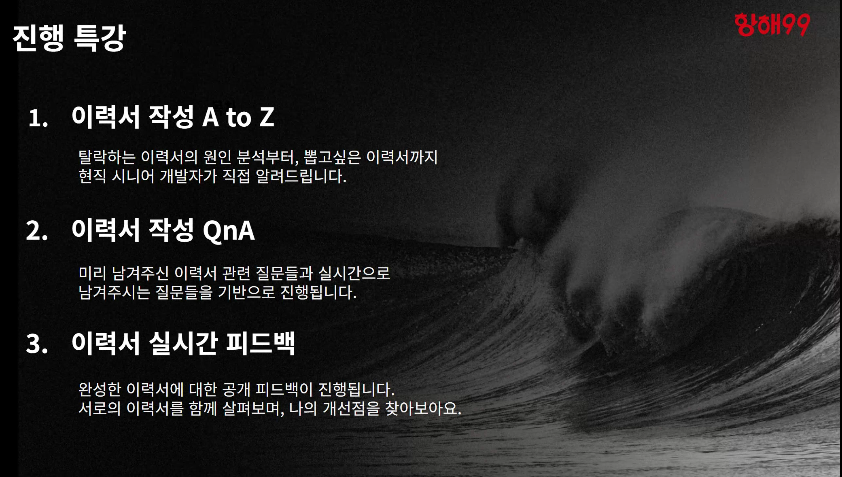 진행 특강
항해99
1. 이력서 작성 A to Z
탈락하는 이력서의 원인 분석부터, 뽑고싶은 이력서까지
현직 시니어 개발자가 직접 알려드립니다.
2. 이력서 작성 QnA
미리 남겨주신 이력서 관련 질문들과 실시간으로
남겨주시는 질문들을 기반으로 진행됩니다.
3. 이력서 실시간 피드백
완성한 이력서에 대한 공개 피드백이 진행됩니다.
서로의 이력서를 함께 살펴보며, 나의 개선점을 찾아보아요.